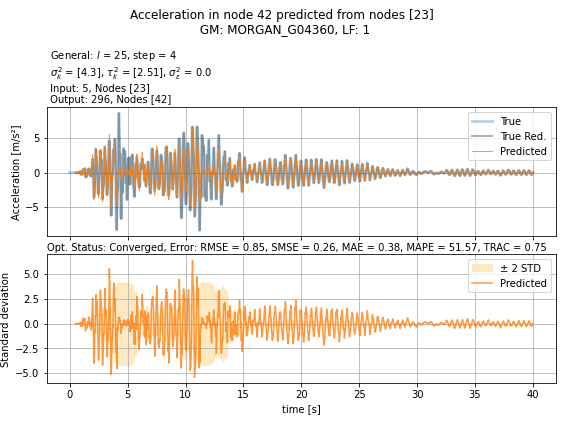 Acceleration in node 42 predicted from nodes [23]
GM: MORGAN_G04360, LF: 1
General: l = 25, step = 4
σ²ₖ = [4.3], τ²ₖ = [2.51], σ²ε = 0.0
Input: 5, Nodes [23]
Output: 296, Nodes [42]
Acceleration [m/s²]
5
0
−5
True
True Red.
Predicted
Opt. Status: Converged, Error: RMSE = 0.85, SMSE = 0.26, MAE = 0.38, MAPE = 51.57, TRAC = 0.75
Standard deviation
5.0
2.5
0.0
−2.5
−5.0
± 2 STD
Predicted
0 5 10 15 20 25 30 35 40
time [s]